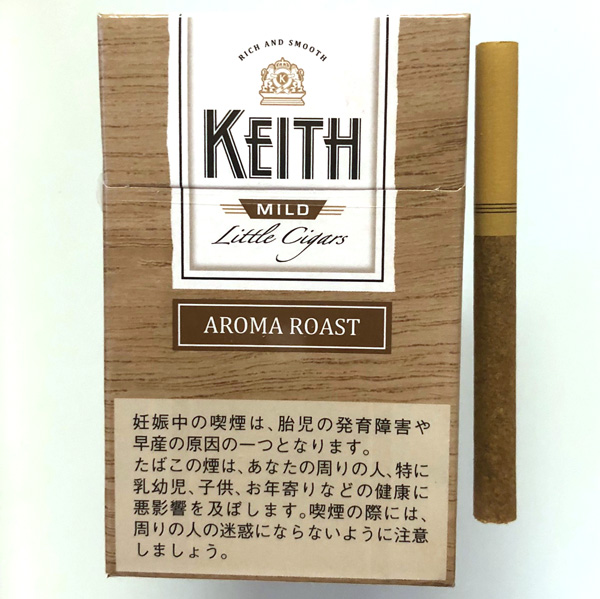 RICH AND SMOOTH
K
KEITH
MILD
Little Cigars
AROMA ROAST
妊娠中の喫煙は、胎児の発育障害や
早産の原因の一つとなります。
たばこの煙は、あなたの周りの人、特に
乳幼児、子供、お年寄りなどの健康に
悪影響を及ぼします。喫煙の際には、
周りの人の迷惑にならないように注意
しましょう。